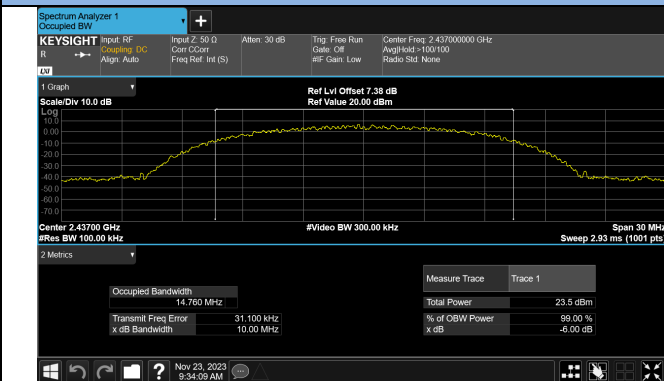 Spectrum Analyzer 1
Occupied BW
+
KEYSIGHT
R
LXI
Input: RF
Coupling: DC
Align: Auto
Input Z: 50 Ω
Corr CCorr
Freq Ref: Int (S)
Atten: 30 dB
Trig: Free Run
Gate: Off
#IF Gain: Low
Center Freq: 2.437000000 GHz
Avg|Hold:>100/100
Radio Std: None
1 Graph
Scale/Div 10.0 dB
Ref Lvl Offset 7.38 dB
Ref Value 20.00 dBm
Log
10.0
0.00
-10.0
-20.0
-30.0
-40.0
-50.0
-60.0
-70.0
Center 2.43700 GHz
#Res BW 100.00 kHz
#Video BW 300.00 kHz
Span 30 MHz
Sweep 2.93 ms (1001 pts)
2 Metrics
Measure Trace Trace 1
Occupied Bandwidth
14.760 MHz
Total Power 23.5 dBm
Transmit Freq Error 31.100 kHz
% of OBW Power 99.00 %
x dB Bandwidth 10.00 MHz
x dB -6.00 dB
?
Nov 23, 2023
9:34:09 AM